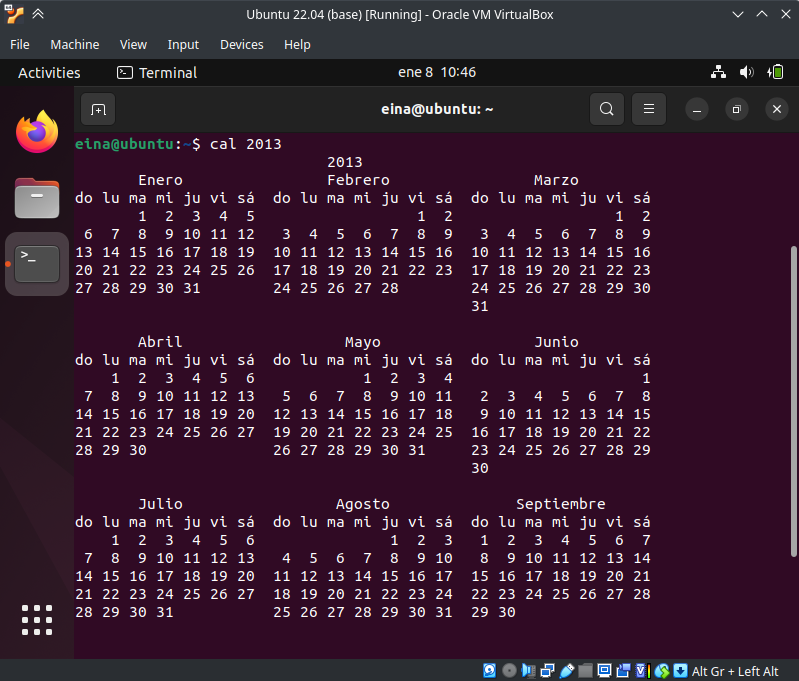 Ubuntu 22.04 (base) [Running] - Oracle VM VirtualBox
File Machine View Input Devices Help
Activities Terminal ene 8 10:46
eina@ubuntu: ~
eina@ubuntu:~$ cal 2013
2013
Enero Febrero Marzo
do lu ma mi ju vi sá do lu ma mi ju vi sá do lu ma mi ju vi sá
1 2 3 4 5 1 2 1 2
6 7 8 9 10 11 12 3 4 5 6 7 8 9 3 4 5 6 7 8 9
13 14 15 16 17 18 19 10 11 12 13 14 15 16 10 11 12 13 14 15 16
20 21 22 23 24 25 26 17 18 19 20 21 22 23 17 18 19 20 21 22 23
27 28 29 30 31 24 25 26 27 28 24 25 26 27 28 29 30
31
Abril Mayo Junio
do lu ma mi ju vi sá do lu ma mi ju vi sá do lu ma mi ju vi sá
1 2 3 4 5 6 1 2 3 4 1
7 8 9 10 11 12 13 5 6 7 8 9 10 11 2 3 4 5 6 7 8
14 15 16 17 18 19 20 12 13 14 15 16 17 18 9 10 11 12 13 14 15
21 22 23 24 25 26 27 19 20 21 22 23 24 25 16 17 18 19 20 21 22
28 29 30 26 27 28 29 30 31 23 24 25 26 27 28 29
30
Julio Agosto Septiembre
do lu ma mi ju vi sá do lu ma mi ju vi sá do lu ma mi ju vi sá
1 2 3 4 5 6 1 2 3 1 2 3 4 5 6 7
7 8 9 10 11 12 13 4 5 6 7 8 9 10 8 9 10 11 12 13 14
14 15 16 17 18 19 20 11 12 13 14 15 16 17 15 16 17 18 19 20 21
21 22 23 24 25 26 27 18 19 20 21 22 23 24 22 23 24 25 26 27 28
28 29 30 31 25 26 27 28 29 30 31 29 30
Alt Gr + Left Alt